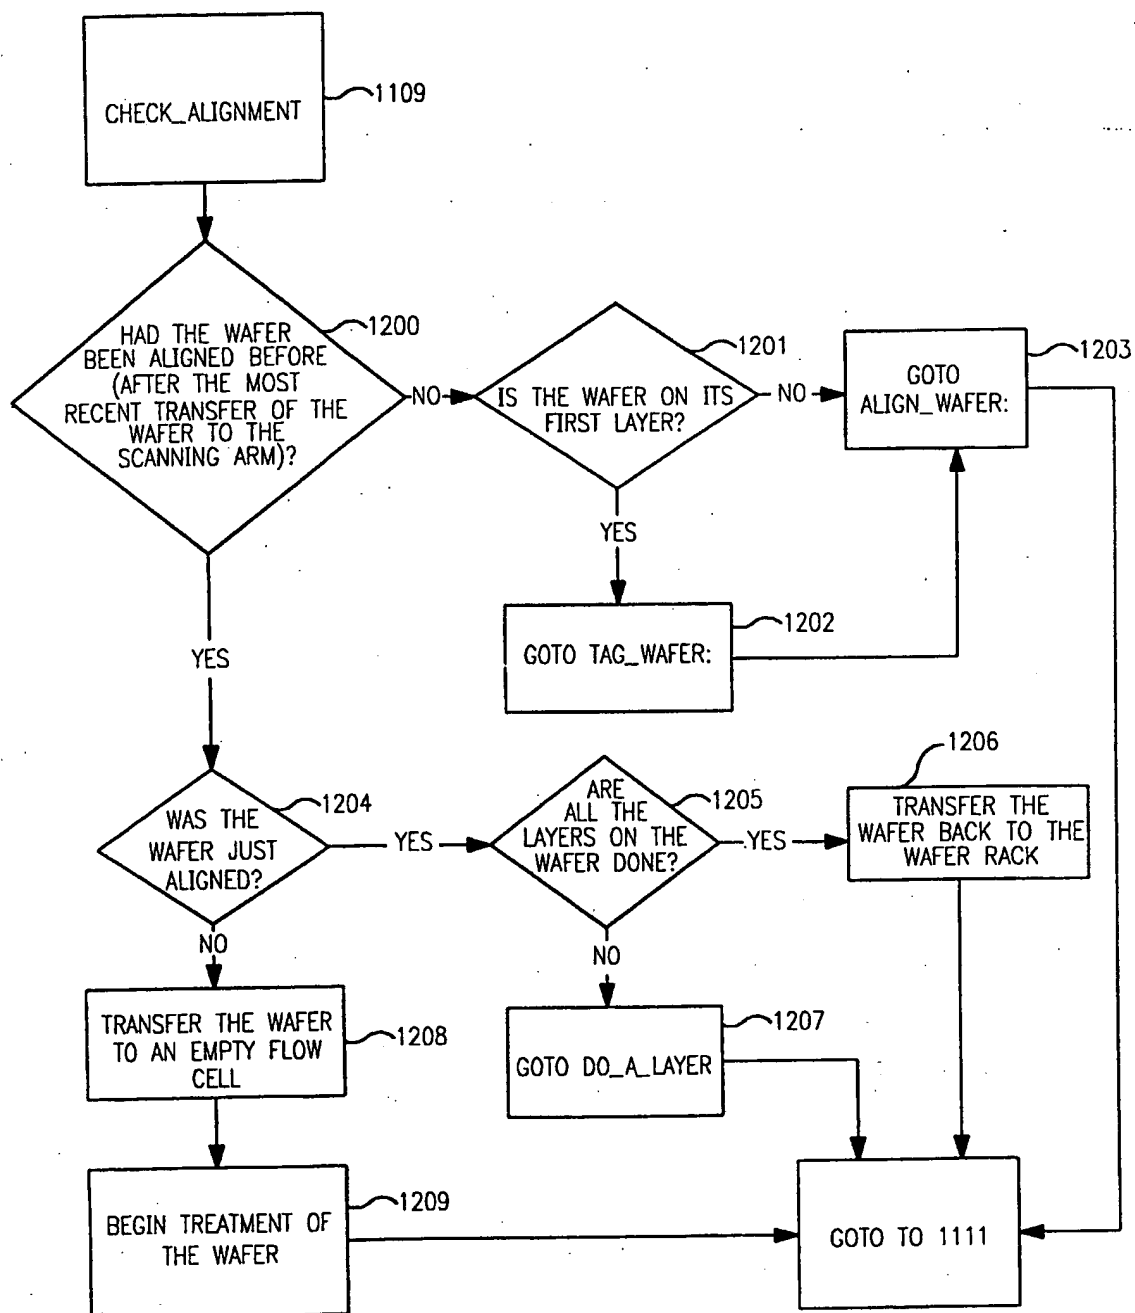 CHECK_ALIGNMENT
1109
HAD THE WAFER
BEEN ALIGNED BEFORE
(AFTER THE MOST
RECENT TRANSFER OF THE
WAFER TO THE
SCANNING ARM)?
1200
NO
IS THE WAFER ON ITS
FIRST LAYER?
1201
NO
GOTO
ALIGN_WAFER:
1203
YES
GOTO TAG_WAFER:
1202
YES
WAS THE
WAFER JUST
ALIGNED?
1204
YES
ARE
ALL THE
LAYERS ON THE
WAFER DONE?
1205
YES
TRANSFER THE
WAFER BACK TO THE
WAFER RACK
1206
NO
NO
TRANSFER THE WAFER
TO AN EMPTY FLOW
CELL
1208
GOTO DO_A_LAYER
1207
BEGIN TREATMENT OF
THE WAFER
1209
GOTO TO 1111